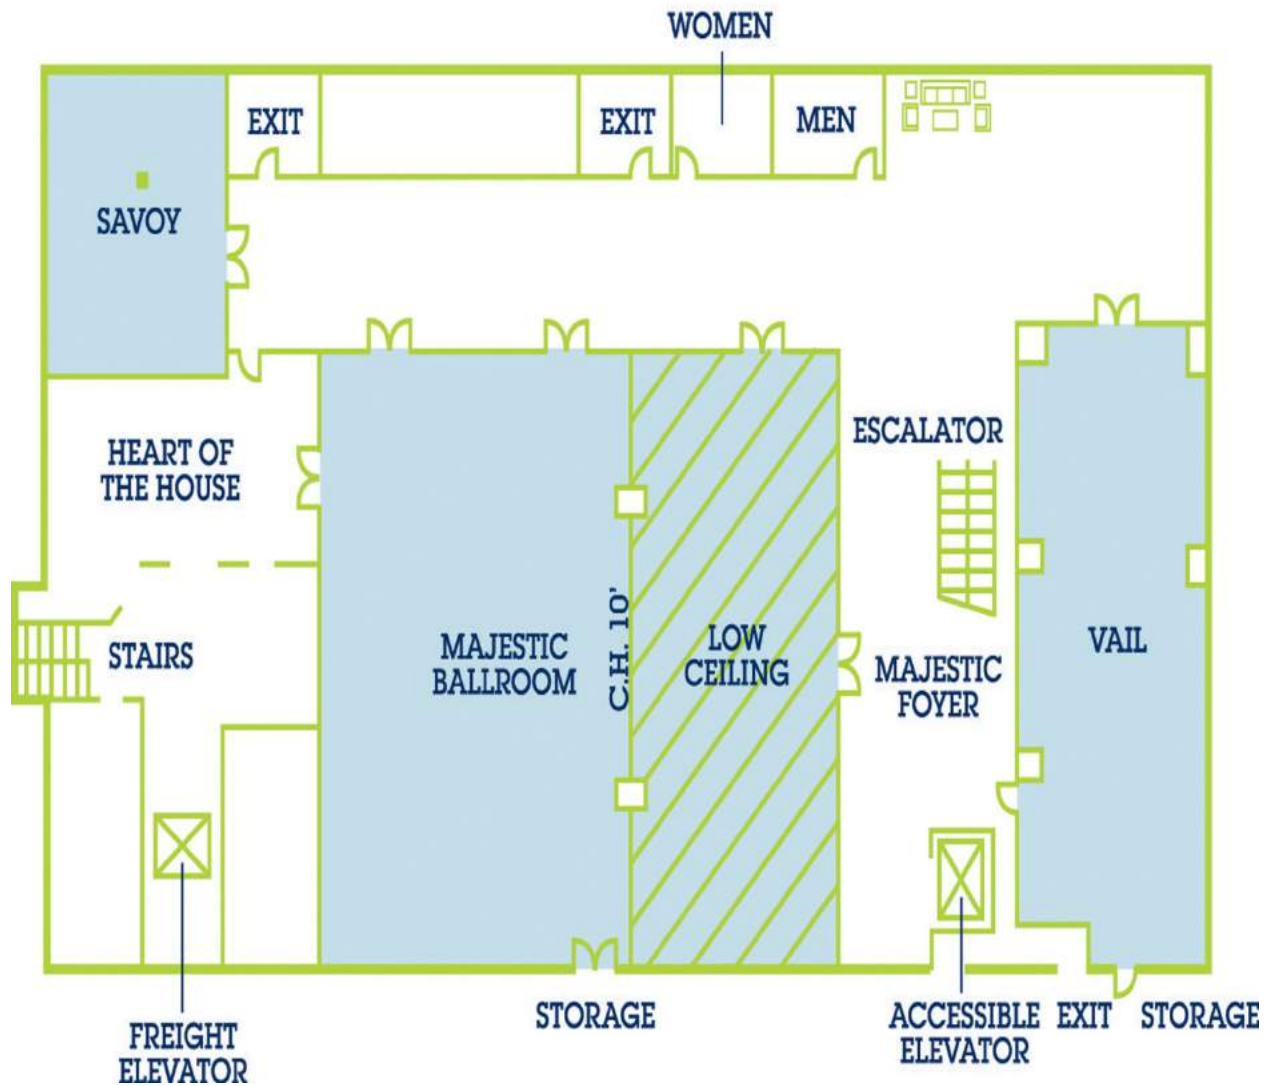 WOMEN
EXIT
EXIT
MEN
SAVOY
ESCALATOR
HEART OF
THE HOUSE
C.H. 10'
STAIRS
MAJESTIC
BALLROOM
LOW
CEILING
MAJESTIC
FOYER
VAIL
STORAGE
ACCESSIBLE
ELEVATOR
EXIT
STORAGE
FREIGHT
ELEVATOR